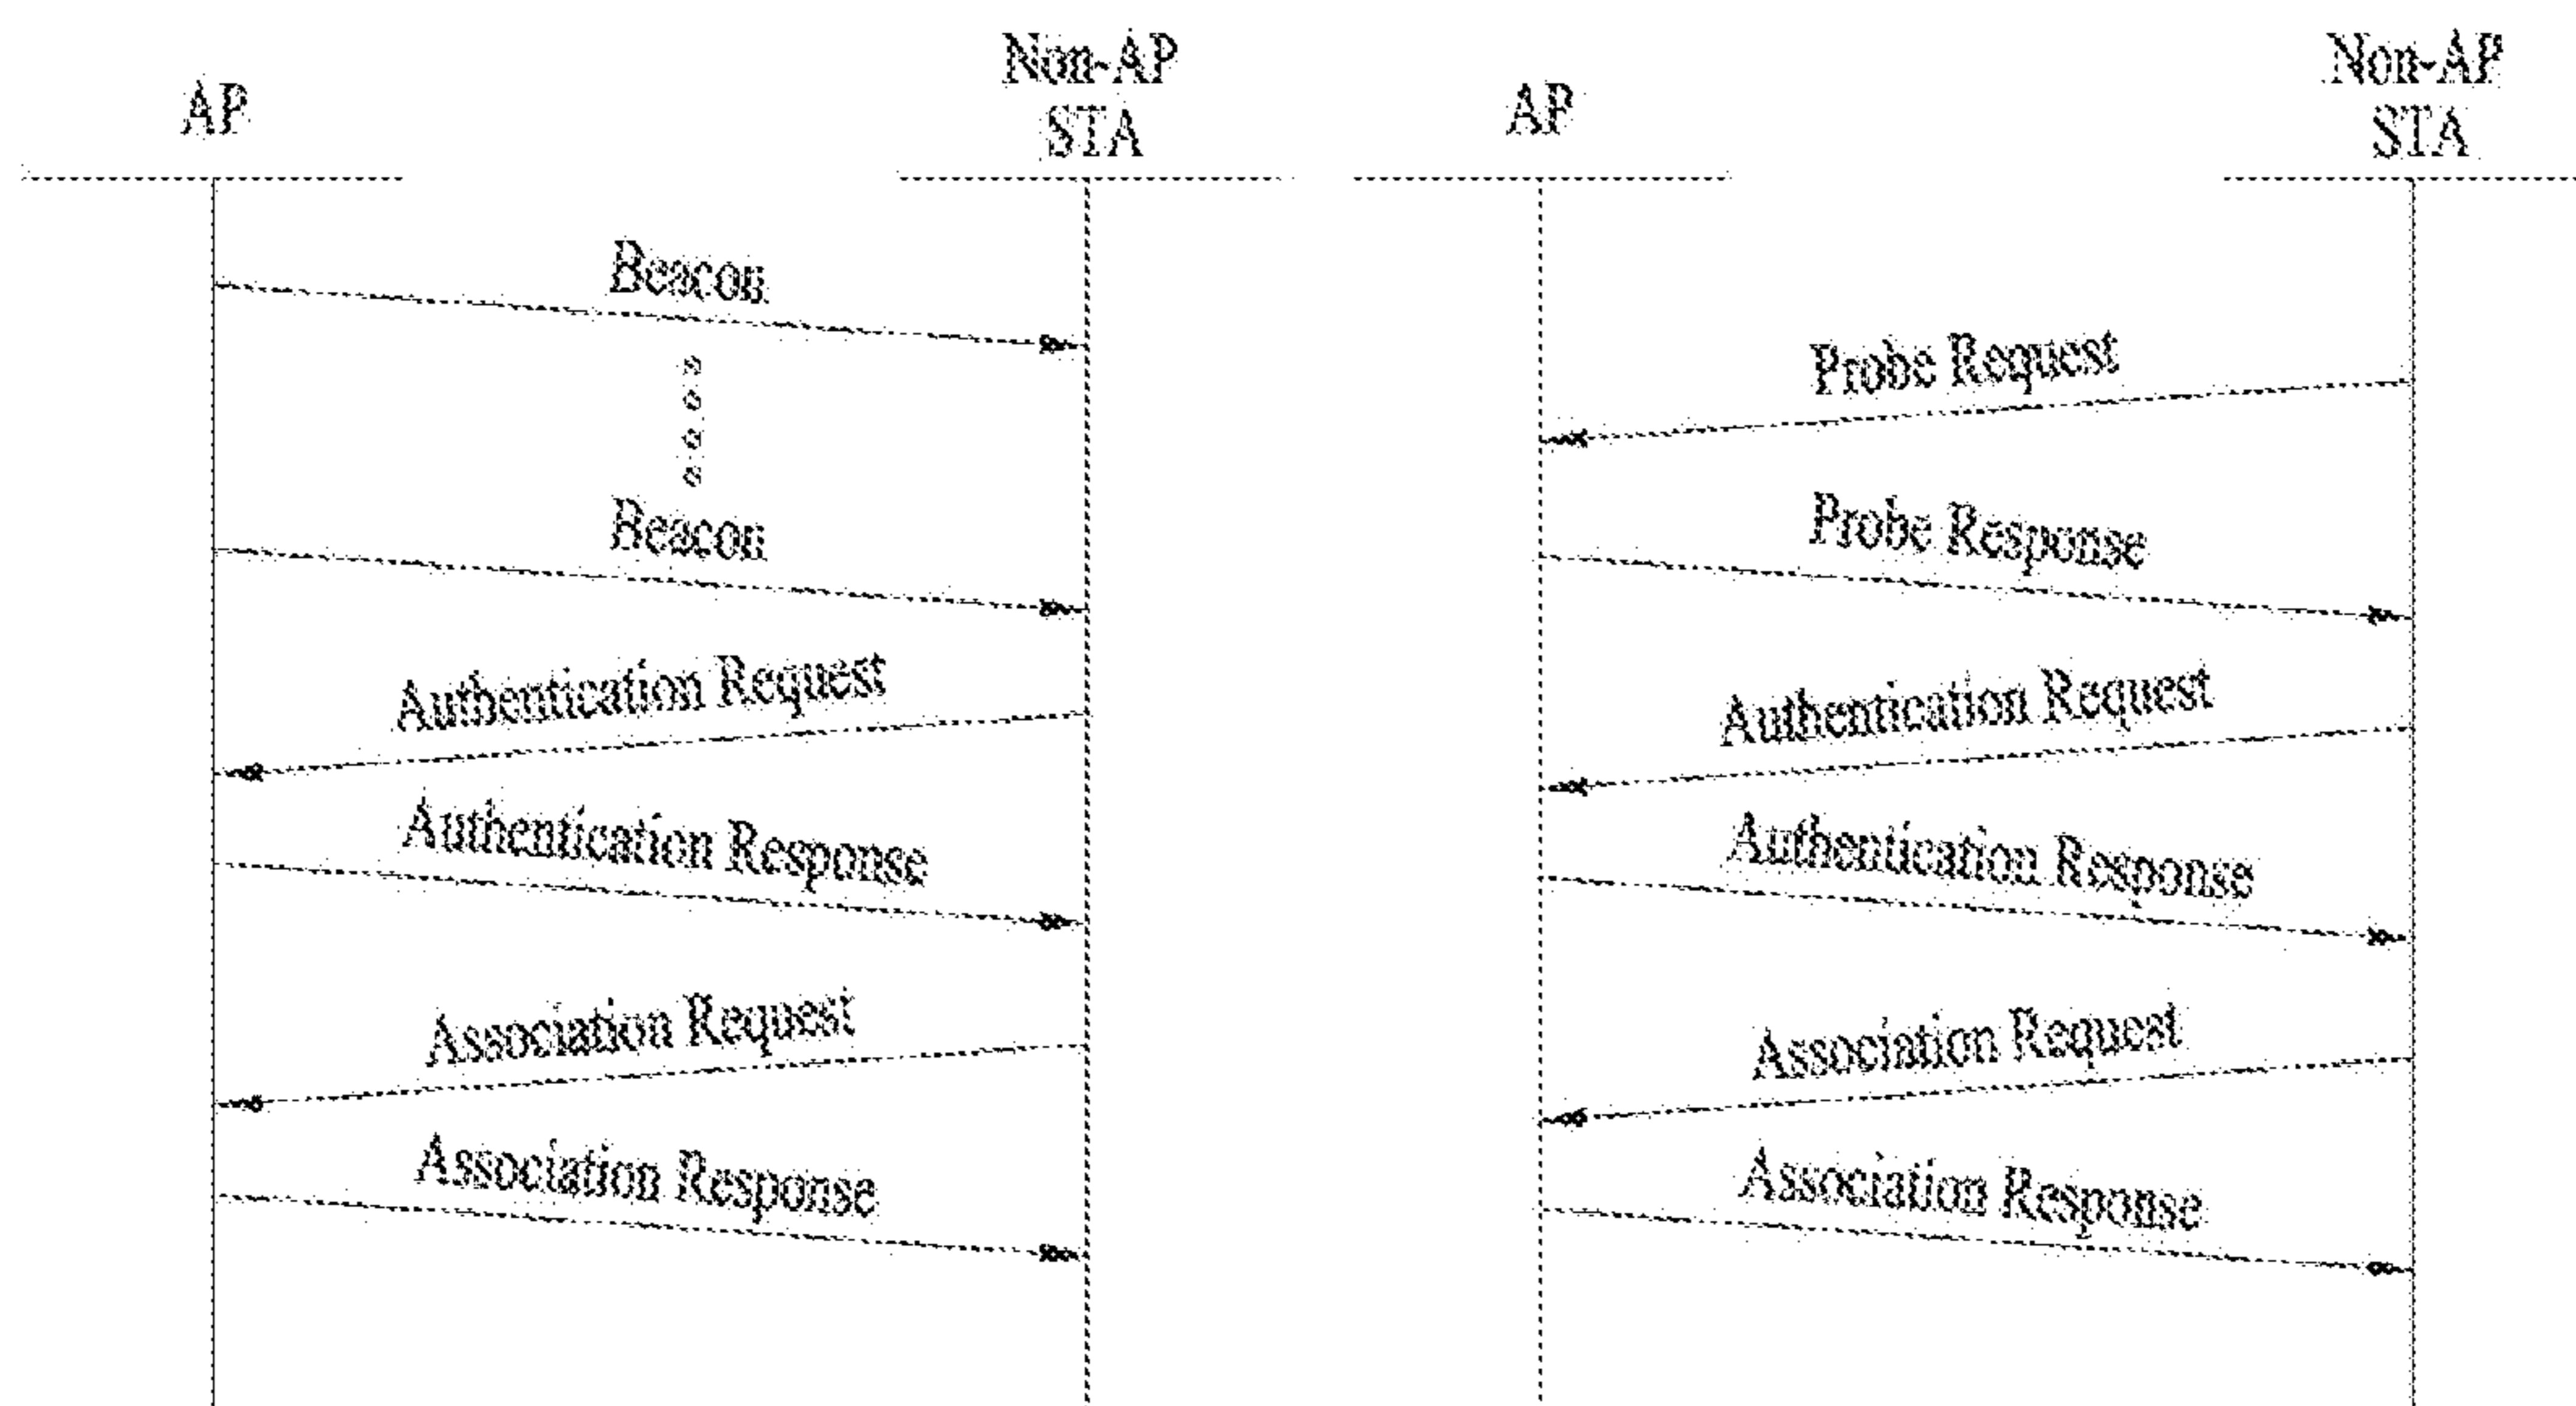 AP
Non-AP
STA
Beacon
Beacon
Authentication Request
Authentication Response
Association Request
Association Response
AP
Non-AP
STA
Probe Request
Probe Response
Authentication Request
Authentication Response
Association Request
Association Response